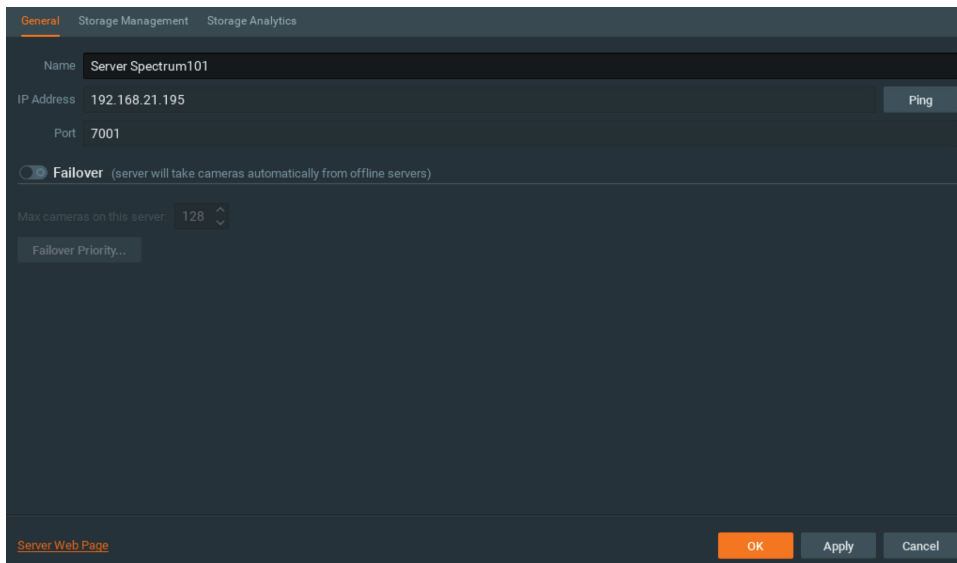 General Storage Management Storage Analytics
Name Server Spectrum101
IP Address 192.168.21.195 Ping
Port 7001
Failover (server will take cameras automatically from offline servers)
Max cameras on this server: 128
Failover Priority...
Server Web Page OK Apply Cancel